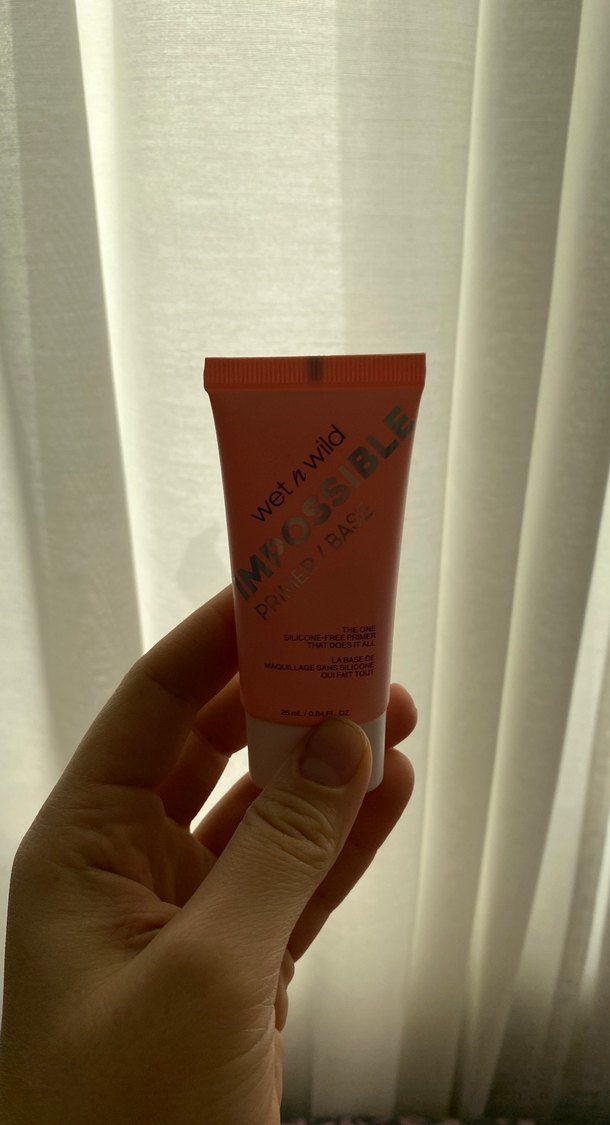 wet n wild
IMPOSSIBLE
PRIMER / BASE
THE ONE
SILICONE-FREE PRIMER
THAT DOES IT ALL
LA BASE DE
MAQUILLAGE SANS SILICONE
QUI FAIT TOUT
25 mL / 0.84 FL. OZ.